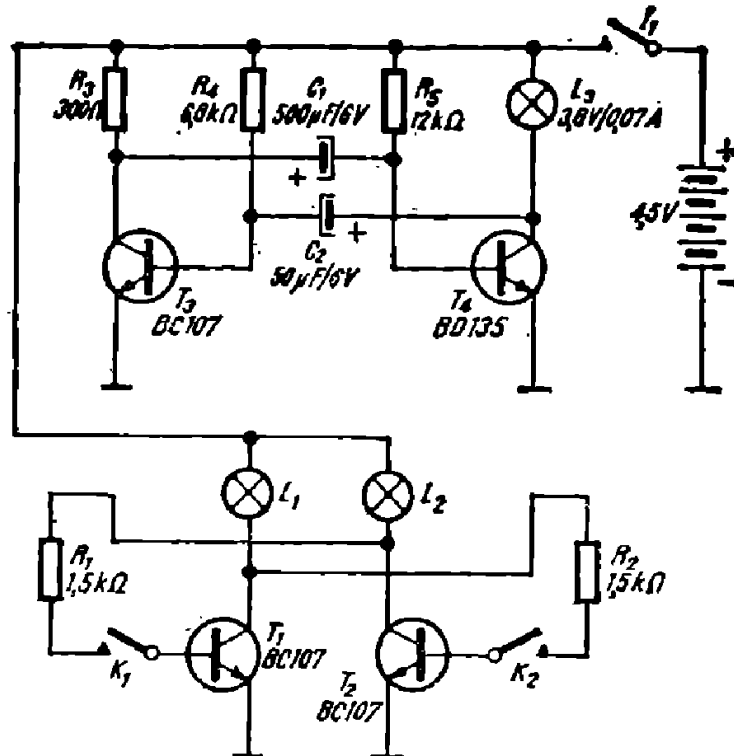 I1
R3
300Ω
R4
6,8kΩ
C1
500µF/6V
R5
12kΩ
L3
3,8V/0,07A
+
4,5V
-
+
+
C2
50µF/6V
T3
BC107
T4
BD135
L1
L2
R1
1,5kΩ
R2
1,5kΩ
K1
T1
BC107
T2
BC107
K2